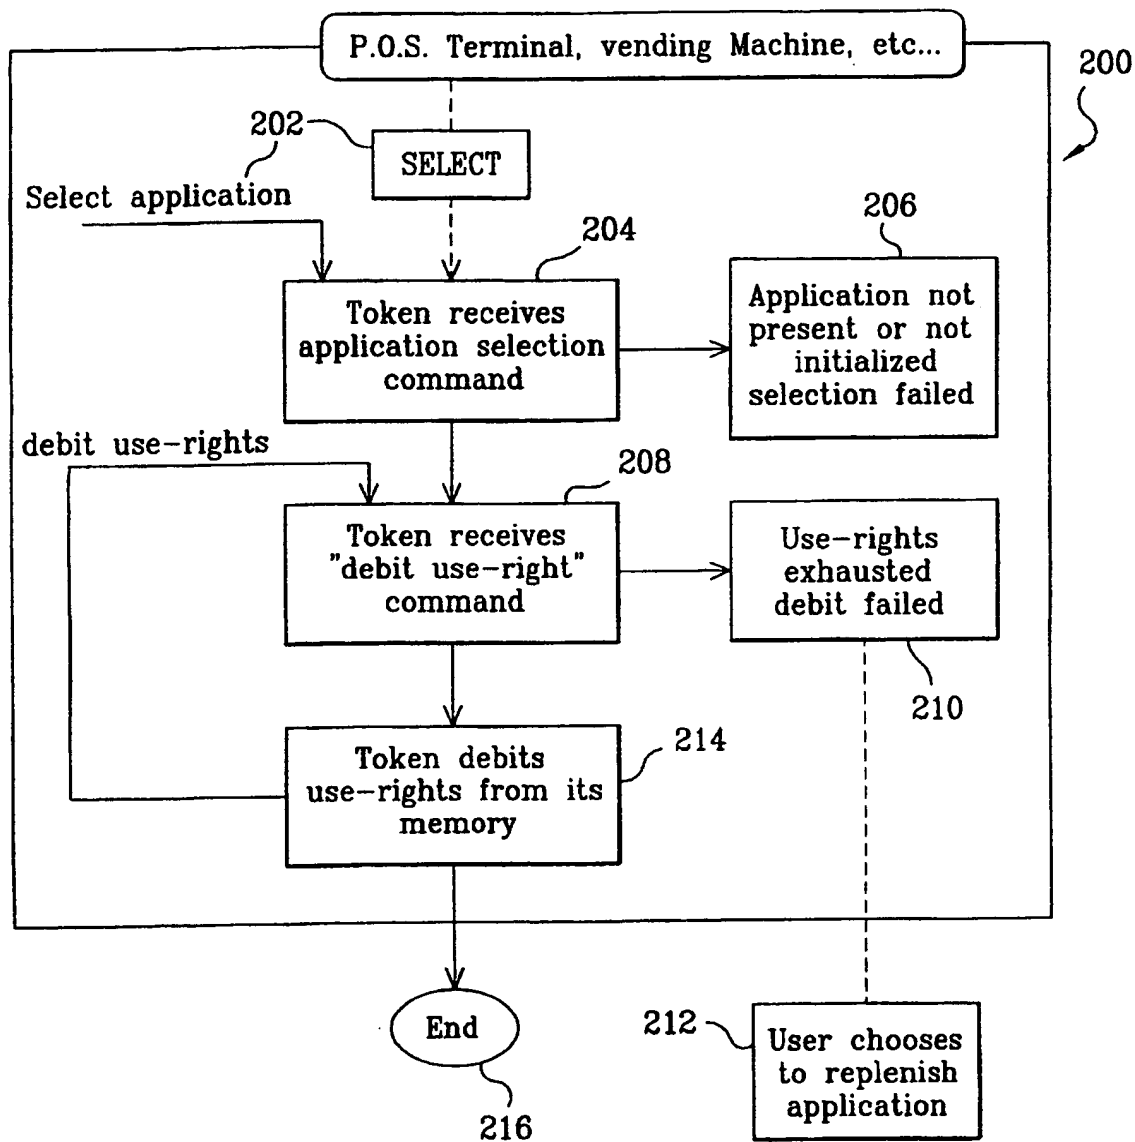 P.O.S. Terminal, vending Machine, etc...
200
202
SELECT
Select application
204
206
Token receives
application selection
command
Application not
present or not
initialized
selection failed
debit use-rights
208
Token receives
"debit use-right"
command
Use-rights
exhausted
debit failed
210
214
Token debits
use-rights from its
memory
End
216
212
User chooses
to replenish
application